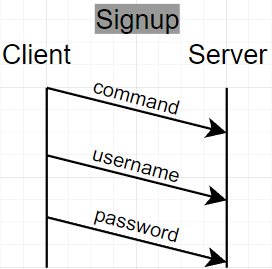 Signup
Client Server
command
username
password